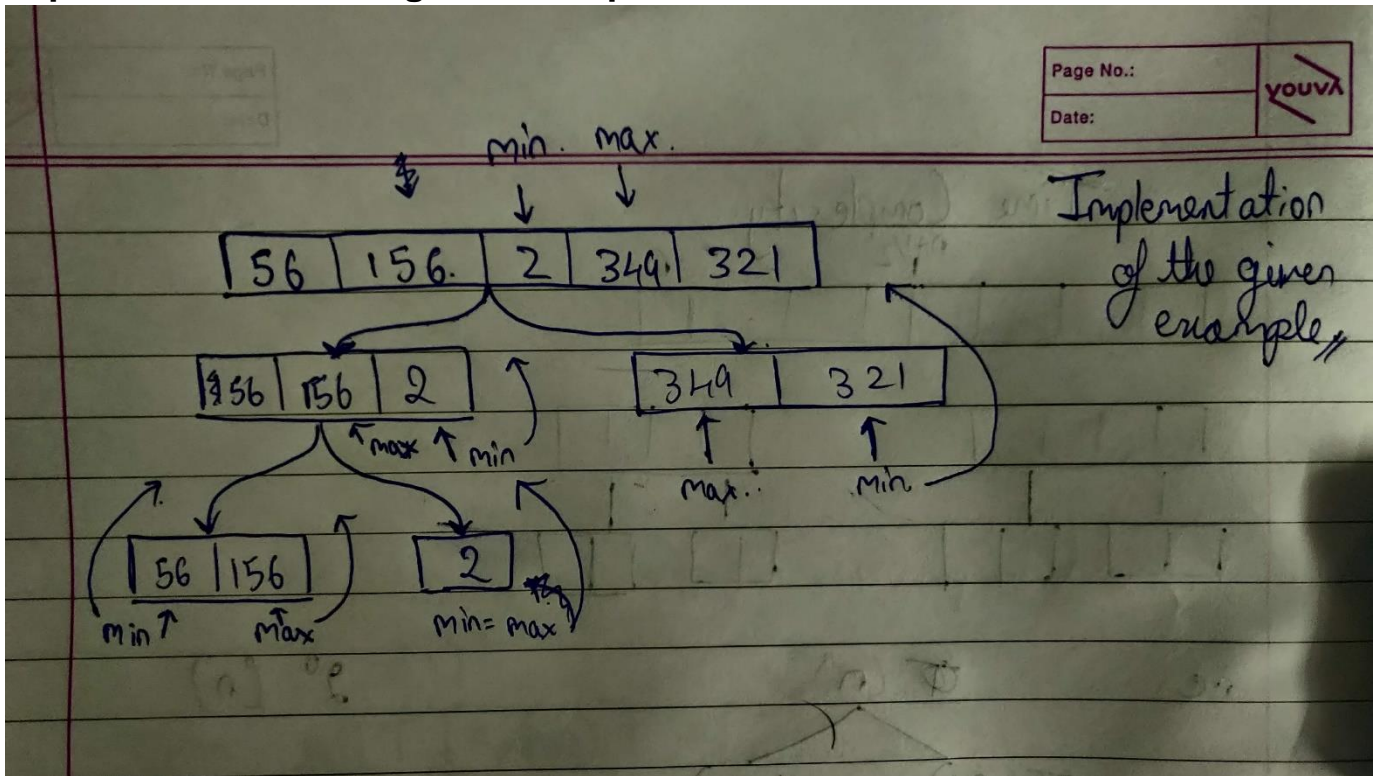 Page No.:
youva
Date:
min. max.
Implementation
of the given
example,,
56 156. 2 349. 321
56 156 2
349 321
max min
max.. min
56 156
2
min max
min = max